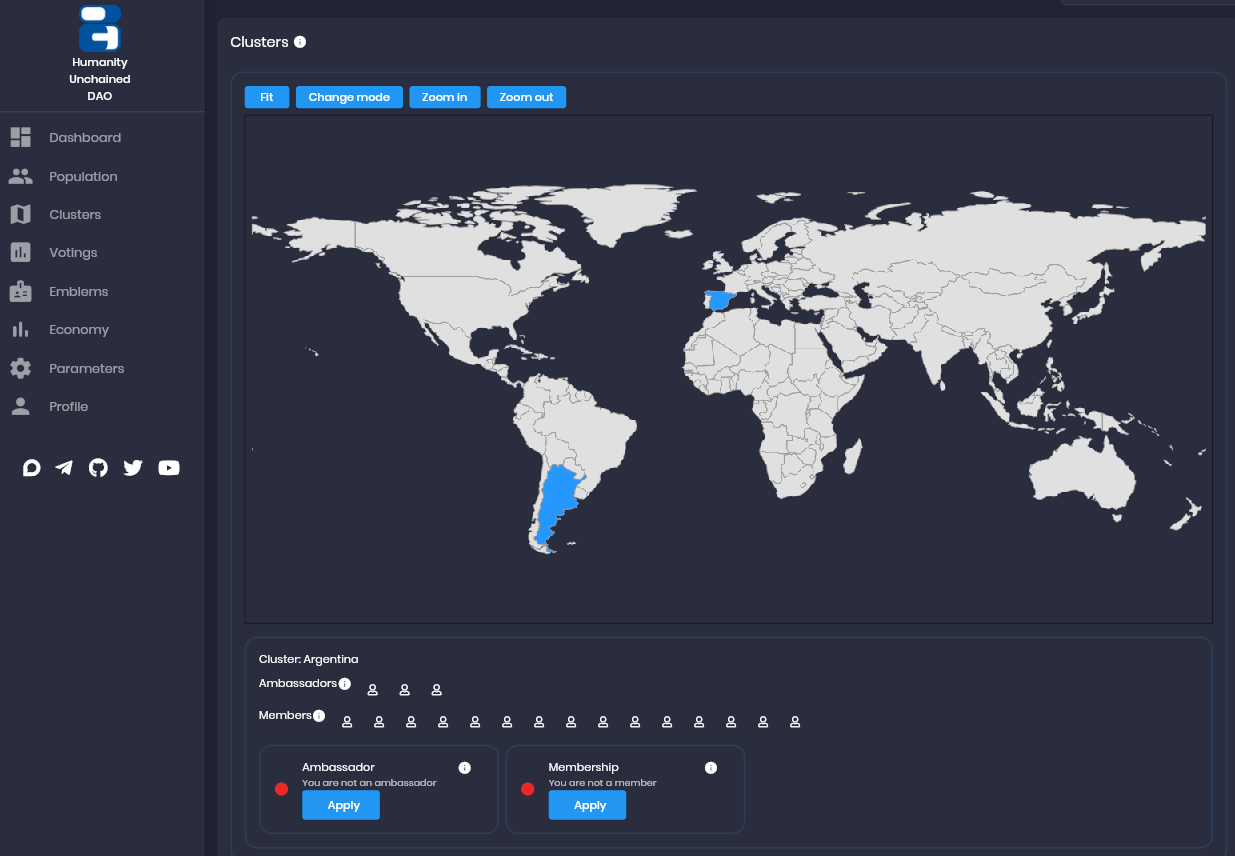 Humanity
Unchained
DAO
Dashboard
Population
Clusters
Votings
Emblems
Economy
Parameters
Profile
Clusters
Fit
Change mode
Zoom in
Zoom out
Cluster: Argentina
Ambassadors
Members
Ambassador
You are not an ambassador
Apply
Membership
You are not a member
Apply